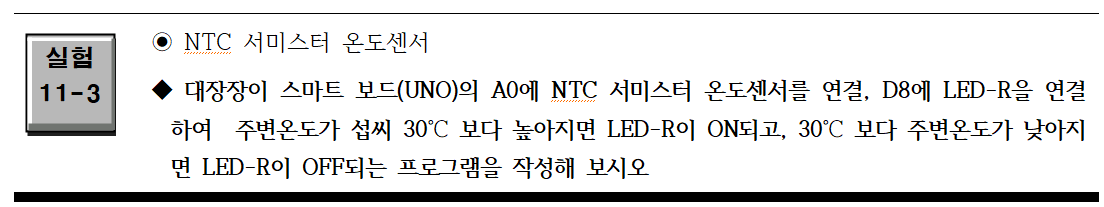 실험
11-3
◉ NTC 서미스터 온도센서
◆ 대장장이 스마트 보드(UNO)의 A0에 NTC 서미스터 온도센서를 연결, D8에 LED-R을 연결
하여 주변온도가 섭씨 30℃ 보다 높아지면 LED-R이 ON되고, 30℃ 보다 주변온도가 낮아지
면 LED-R이 OFF되는 프로그램을 작성해 보시오